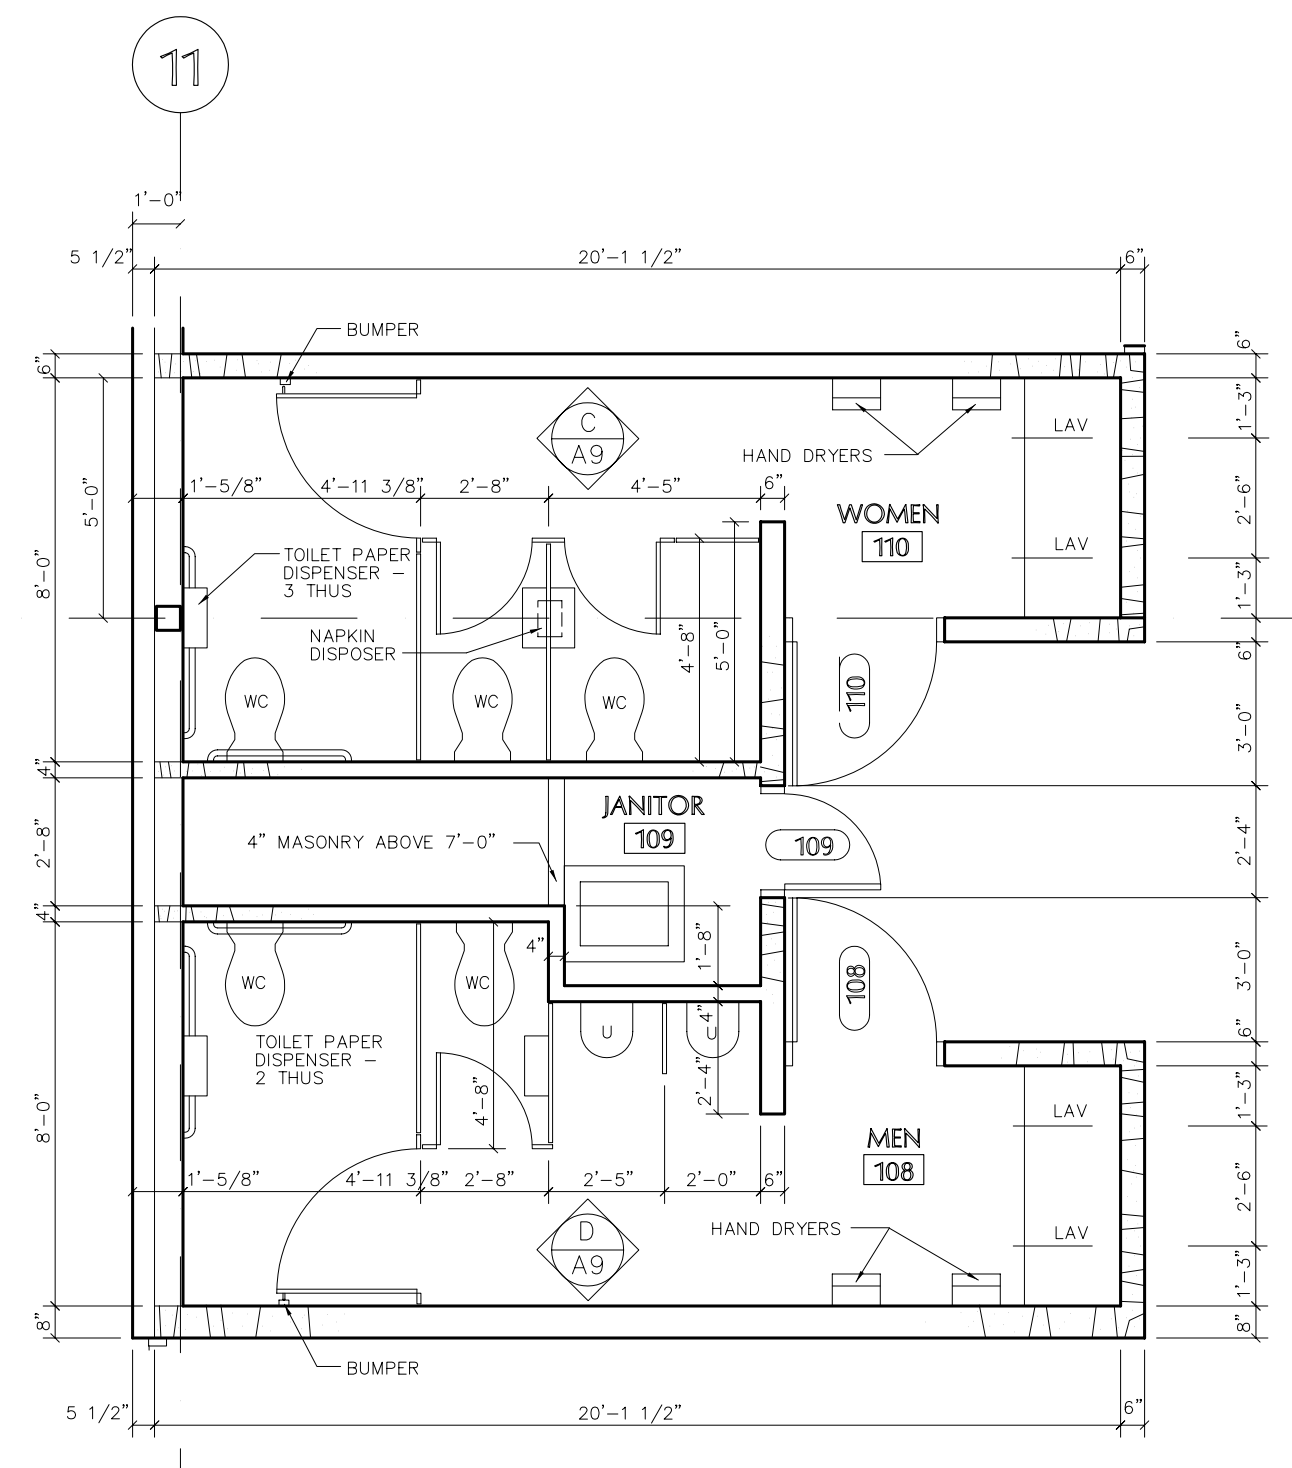 11
1'-0"
5 1/2"
20'-1 1/2"
6"
BUMPER
6"
6"
C
A9
LAV
1'-3"
HAND DRYERS
1'-5/8"
4'-11 3/8"
2'-8"
4'-5"
6"
5'-0"
WOMEN
110
2'-6"
LAV
8'-0"
TOILET PAPER
DISPENSER -
3 THUS
1'-3"
NAPKIN
DISPOSER
4'-8"
5'-0"
6"
WC
WC
WC
110
3'-0"
4"
JANITOR
109
2'-8"
4" MASONRY ABOVE 7'-0"
109
2'-4"
4"
4"
1'-8"
WC
WC
108
3'-0"
4"
U
TOILET PAPER
DISPENSER -
2 THUS
6"
2'-4"
4'-8"
1'-3"
LAV
8'-0"
MEN
108
1'-5/8"
4'-11 3/8"
2'-8"
2'-5"
2'-0"
6"
2'-6"
D
A9
HAND DRYERS
LAV
1'-3"
8"
8"
BUMPER
5 1/2"
20'-1 1/2"
6"